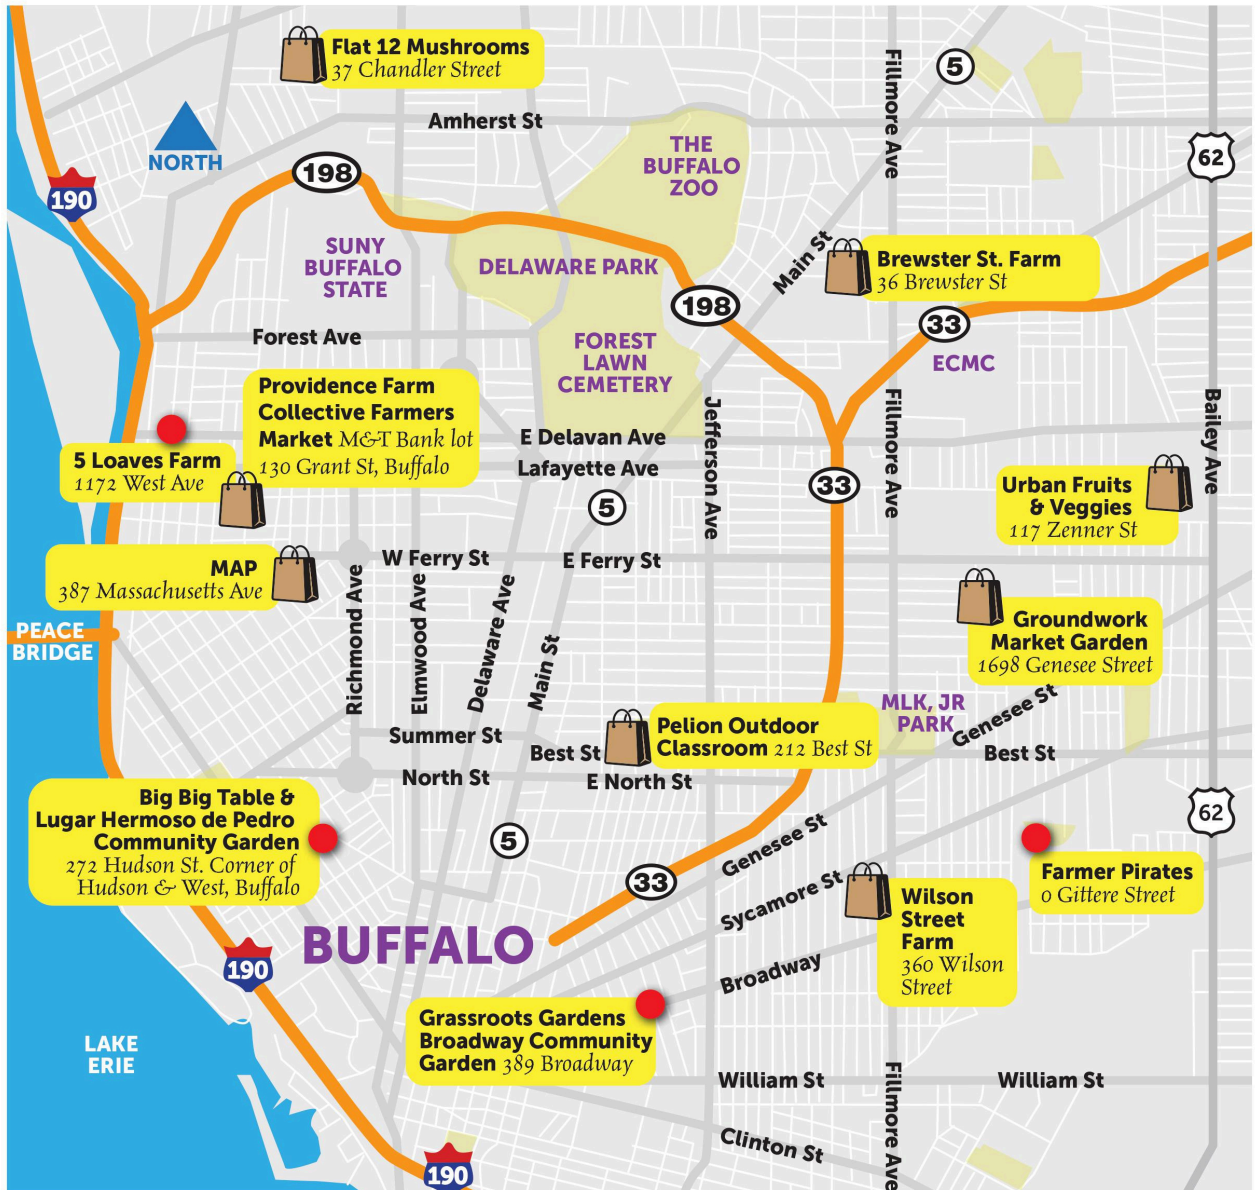 Flat 12 Mushrooms
37 Chandler Street
Fillmore Ave
5
Amherst St
NORTH
THE
BUFFALO
ZOO
62
198
190
Main St
SUNY
BUFFALO
STATE
DELAWARE PARK
Brewster St. Farm
36 Brewster St
198
33
Forest Ave
FOREST
LAWN
CEMETERY
ECMC
Providence Farm
Collective Farmers
Market M&T Bank lot
130 Grant St, Buffalo
Jefferson Ave
Fillmore Ave
Bailey Ave
E Delavan Ave
5 Loaves Farm
1172 West Ave
Lafayette Ave
5
33
Urban Fruits
& Veggies
117 Zenner St
W Ferry St
E Ferry St
MAP
387 Massachusetts Ave
Richmond Ave
Elmwood Ave
Delaware Ave
Main St
PEACE
BRIDGE
Groundwork
Market Garden
1698 Genesee Street
MLK, JR
PARK
Genesee St
Pelion Outdoor
Classroom 212 Best St
Summer St
Best St
Best St
North St
E North St
Big Big Table &
Lugar Hermoso de Pedro
Community Garden
272 Hudson St. Corner of
Hudson & West, Buffalo
5
62
Genesee St
33
Sycamore St
Farmer Pirates
0 Gittere Street
Wilson
Street
Farm
360 Wilson
Street
BUFFALO
190
Broadway
Grassroots Gardens
Broadway Community
Garden 389 Broadway
LAKE
ERIE
William St
Fillmore Ave
William St
Clinton St
190